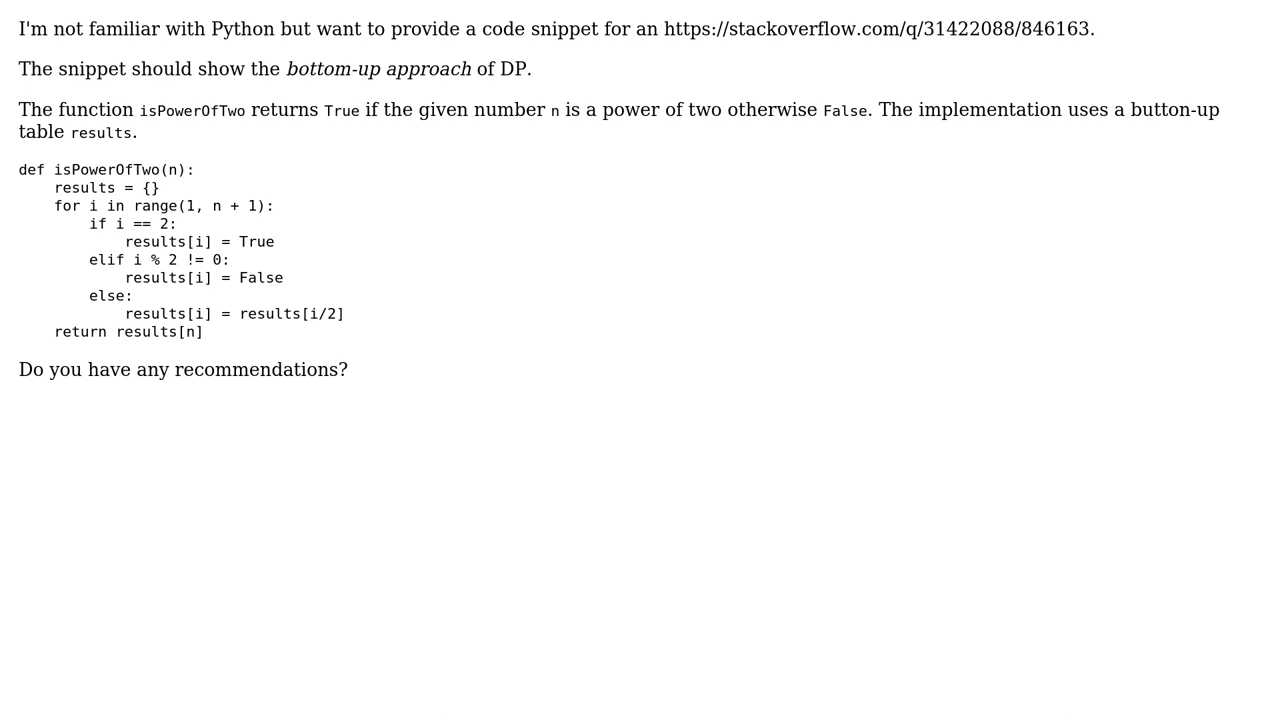 I'm not familiar with Python but want to provide a code snippet for an https://stackoverflow.com/q/31422088/846163.
The snippet should show the bottom-up approach of DP.
The function isPowerOfTwo returns True if the given number n is a power of two otherwise False. The implementation uses a button-up
table results.
def isPowerOfTwo(n):
    results = {}
    for i in range(1, n + 1):
        if i == 2:
            results[i] = True
        elif i % 2 != 0:
            results[i] = False
        else:
            results[i] = results[i/2]
    return results[n]
Do you have any recommendations?